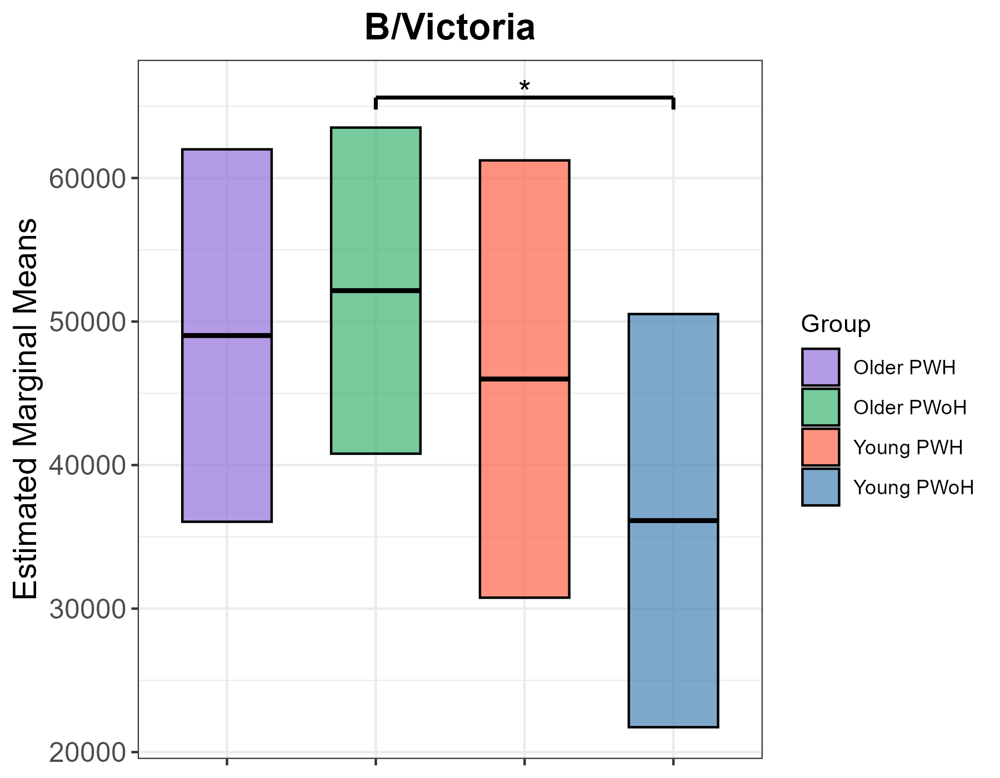 B/Victoria
*
60000
50000
40000
30000
20000
Estimated Marginal Means
Group
Older PWH
Older PWoH
Young PWH
Young PWoH